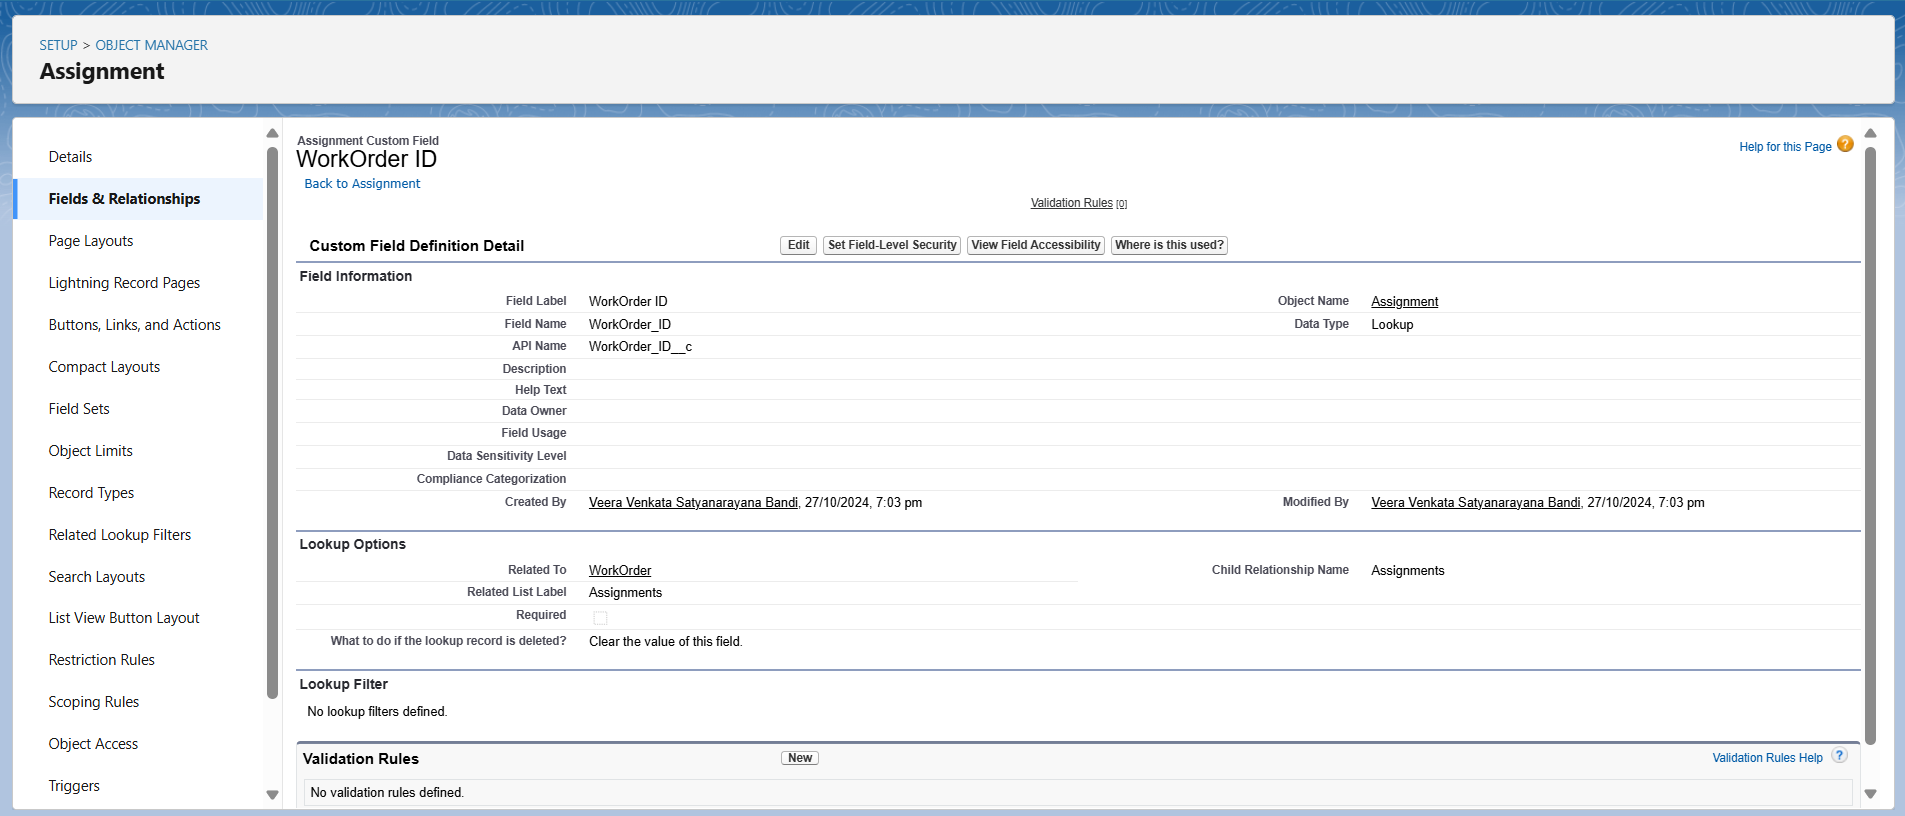 SETUP > OBJECT MANAGER
Assignment
Details
Fields & Relationships
Page Layouts
Lightning Record Pages
Buttons, Links, and Actions
Compact Layouts
Field Sets
Object Limits
Record Types
Related Lookup Filters
Search Layouts
List View Button Layout
Restriction Rules
Scoping Rules
Object Access
Triggers
Assignment Custom Field
WorkOrder ID
Back to Assignment
Help for this Page ?
Validation Rules [0]
Custom Field Definition Detail Edit Set Field-Level Security View Field Accessibility Where is this used?
Field Information
Field Label WorkOrder ID Object Name Assignment
Field Name WorkOrder_ID Data Type Lookup
API Name WorkOrder_ID__c
Description
Help Text
Data Owner
Field Usage
Data Sensitivity Level
Compliance Categorization
Created By Veera Venkata Satyanarayana Bandi, 27/10/2024, 7:03 pm Modified By Veera Venkata Satyanarayana Bandi, 27/10/2024, 7:03 pm
Lookup Options
Related To WorkOrder Child Relationship Name Assignments
Related List Label Assignments
Required
What to do if the lookup record is deleted? Clear the value of this field.
Lookup Filter
No lookup filters defined.
Validation Rules New Validation Rules Help ?
No validation rules defined.